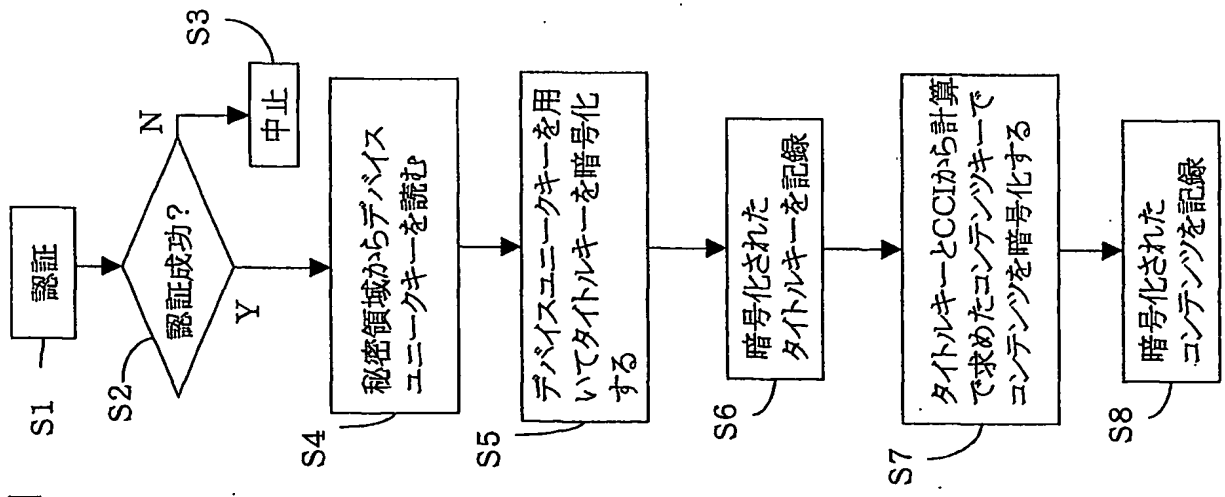 S1
認証
S2
認証成功?
N
S3
中止
Y
S4
秘密領域からデバイス
ユニークキーを読む
S5
デバイスユニークキーを用
いてタイトルキーを暗号化
する
S6
暗号化された
タイトルキーを記録
S7
タイトルキーとCCIから計算
で求めたコンテンツキーで
コンテンツを暗号化する
S8
暗号化された
コンテンツを記録